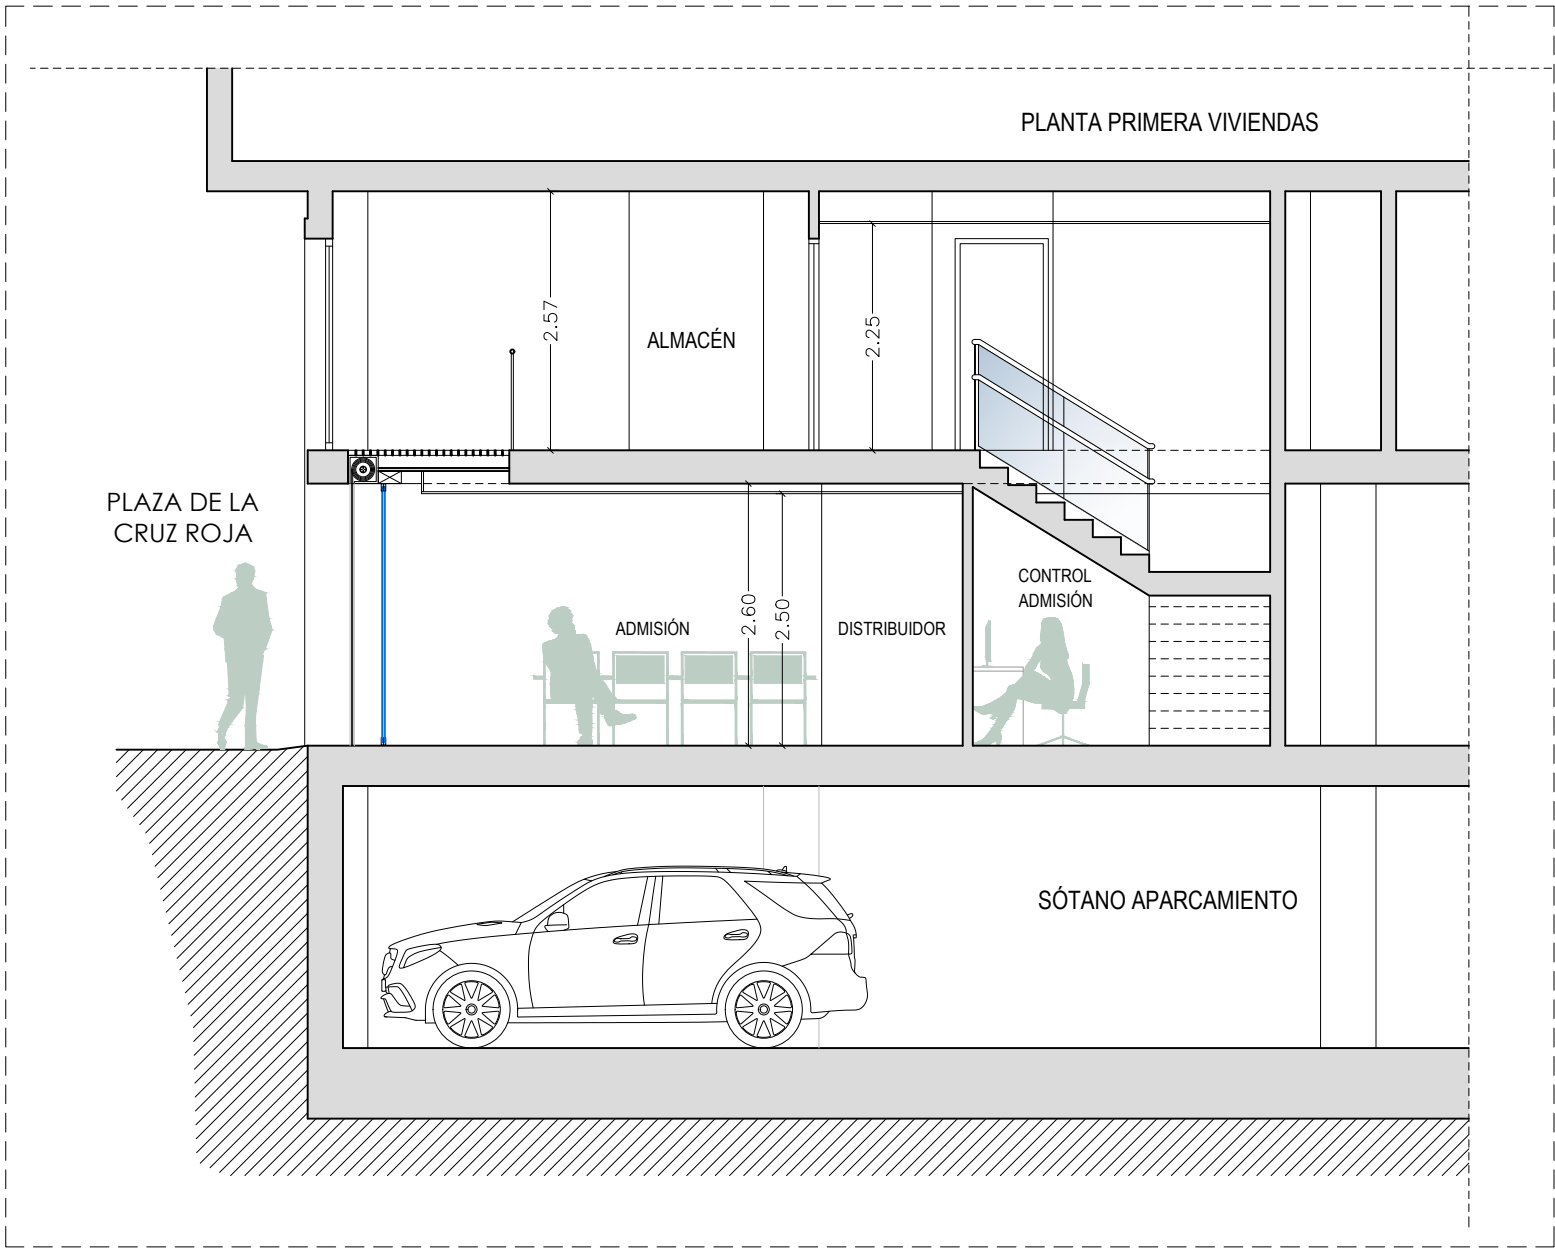 PLANTA PRIMERA VIVIENDAS
2.57
ALMACÉN
2.25
PLAZA DE LA
CRUZ ROJA
CONTROL
ADMISIÓN
ADMISIÓN
2.60
2.50
DISTRIBUIDOR
SÓTANO APARCAMIENTO